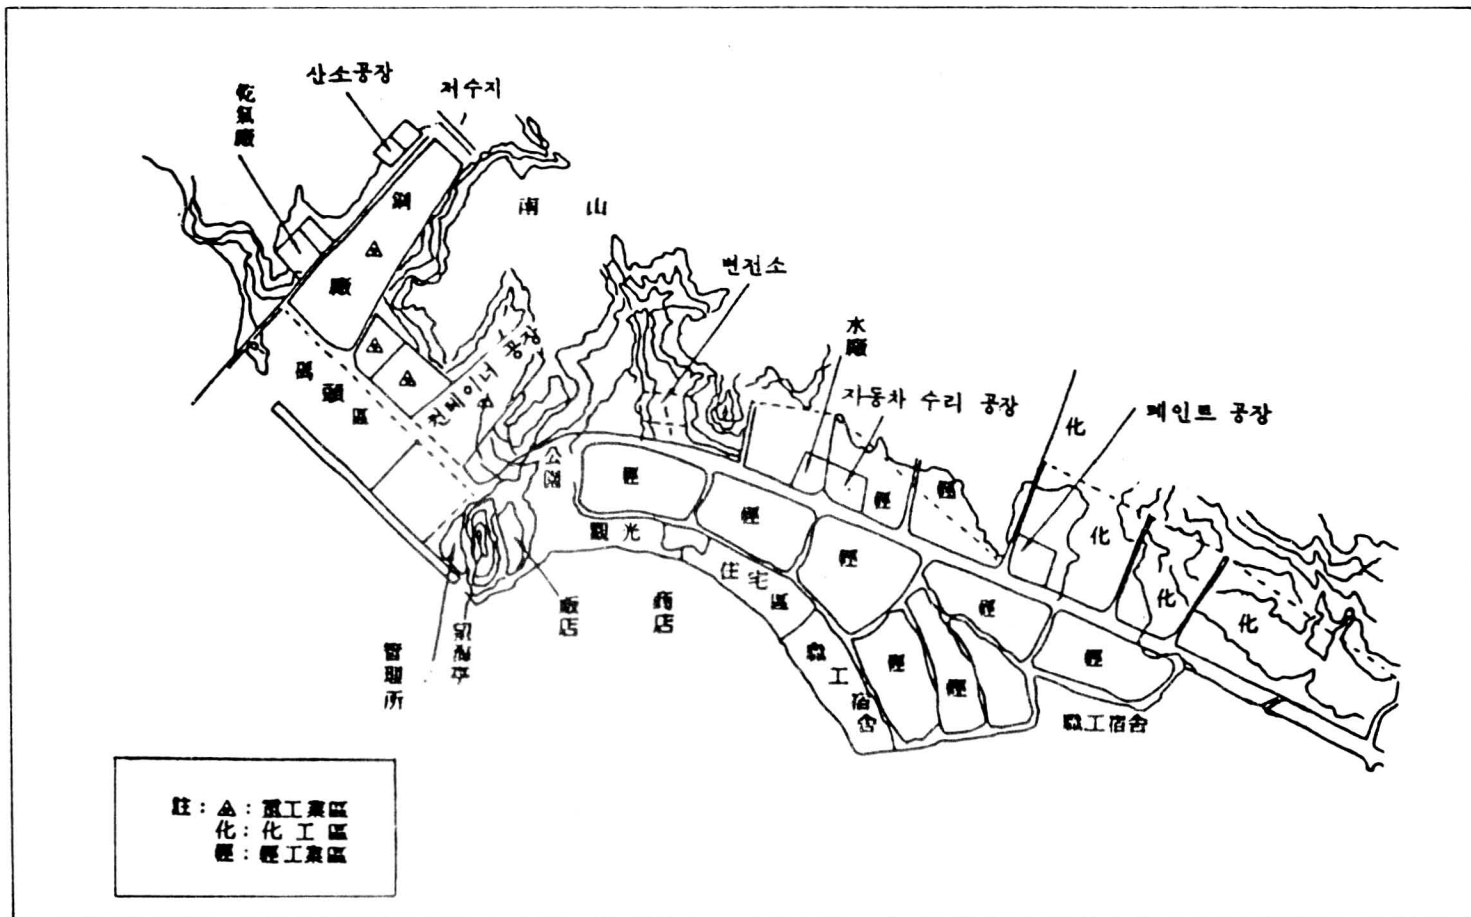 산소공장
저수지
乾氣廠
鋼
廠
南 山
변전소
水廠
碼頭區
컨테이너 공장
자동차 수리 공장
페인트 공장
公園
輕
輕
輕
輕
輕
輕
輕
輕
輕
化
化
化
化
觀光
住宅區
飯店
商店
管理所
職工宿舍
職工宿舍
註: 重: 重工業區
化: 化工區
輕: 輕工業區